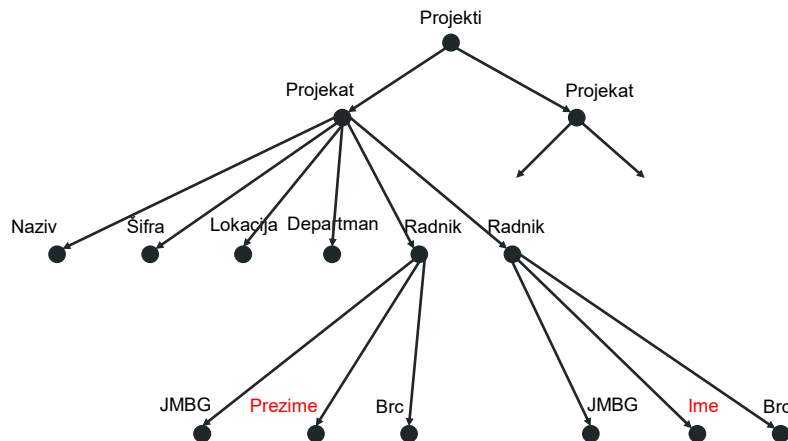 Projekti
Projekat
Projekat
Naziv
Šifra
Lokacija
Departman
Radnik
Radnik
JMBG
Prezime
Brc
JMBG
Ime
Brc